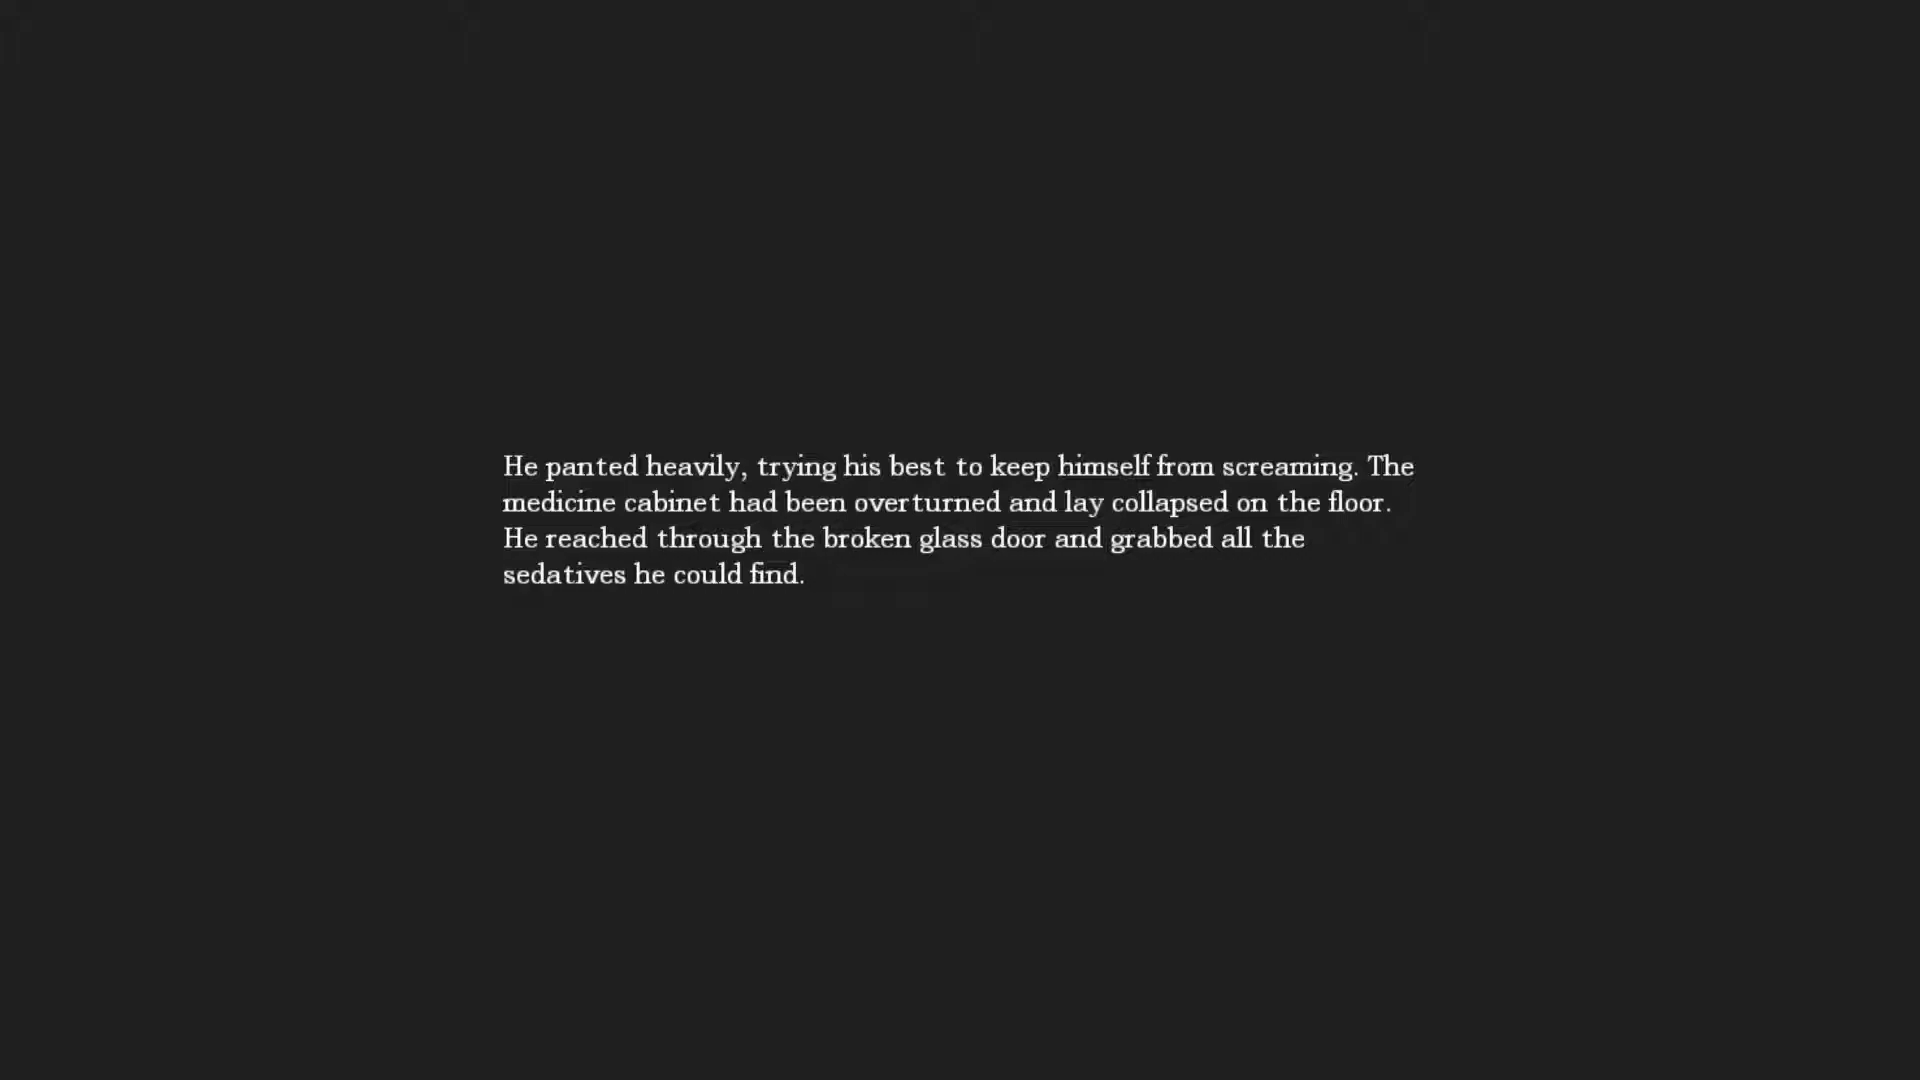 He panted heavily, trying his best to keep himself from screaming. The
medicine cabinet had been overturned and lay collapsed on the floor.
He reached through the broken glass door and grabbed all the
sedatives he could find.